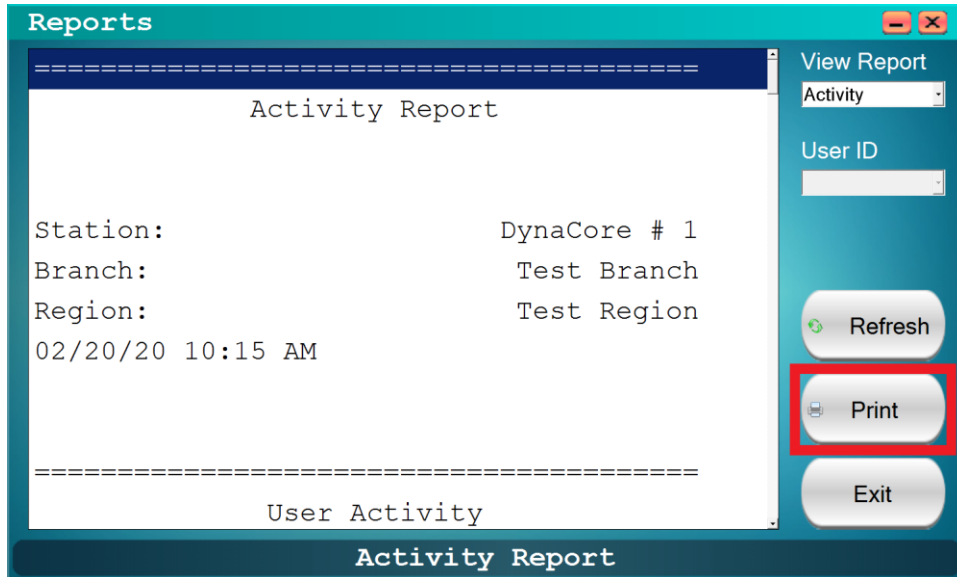 Reports
========================================
Activity Report
Station: DynaCore # 1
Branch: Test Branch
Region: Test Region
02/20/20 10:15 AM
========================================
User Activity
View Report
Activity
User ID
Refresh
Print
Exit
Activity Report